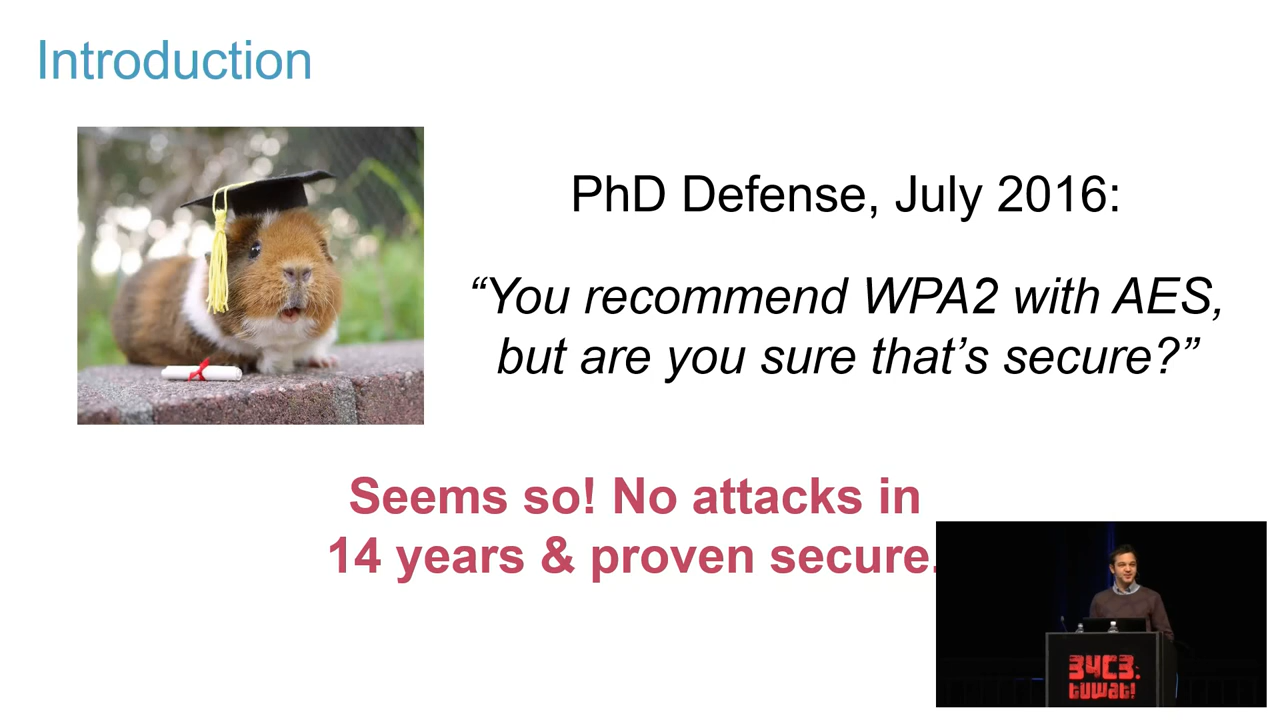 Introduction
PhD Defense, July 2016:
“You recommend WPA2 with AES,
but are you sure that’s secure?”
Seems so! No attacks in
14 years & proven secure.
34C3.
tuwat!